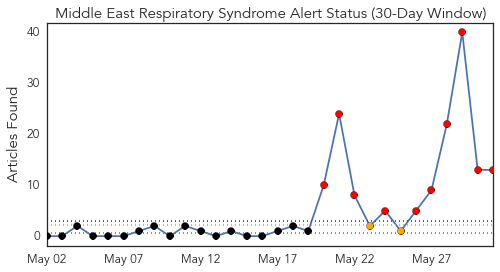 Middle East Respiratory Syndrome Alert Status (30-Day Window)
Articles Found
40
30
20
10
0
May 02 May 07 May 12 May 17 May 22 May 27